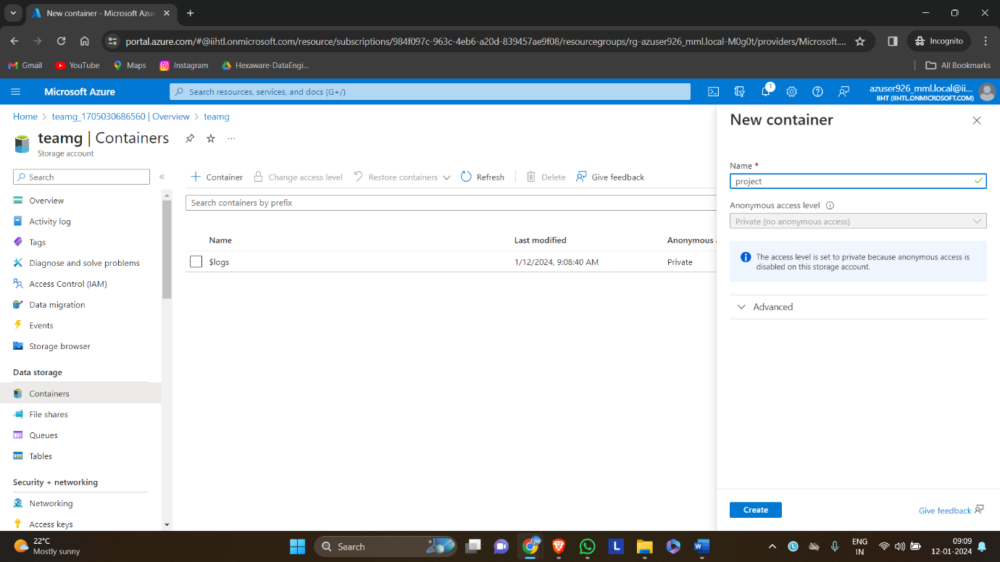 New container - Microsoft Azur
portal.azure.com/#@iihtl.onmicrosoft.com/resource/subscriptions/984f097c-963c-4eb6-a20d-839457ae9f08/resourcegroups/rg-azuser926_mml.local-M0g0t/providers/Microsoft....
Incognito
Gmail YouTube Maps Instagram Hexaware-DataEngi... All Bookmarks
Microsoft Azure
Search resources, services, and docs (G+/)
1
azuser926_mml.local@ii...
IIHT (IIHTL.ONMICROSOFT.COM)
Home > teamg_1705030686560 | Overview > teamg
teamg | Containers
Storage account
Search
Overview
Activity log
Tags
Diagnose and solve problems
Access Control (IAM)
Data migration
Events
Storage browser
Data storage
Containers
File shares
Queues
Tables
Security + networking
Networking
Access keys
Container Change access level Restore containers Refresh Delete Give feedback
Search containers by prefix
Name Last modified Anonymous
$logs 1/12/2024, 9:08:40 AM Private
New container
Name *
project
Anonymous access level
Private (no anonymous access)
The access level is set to private because anonymous access is
disabled on this storage account.
Advanced
Create
Give feedback
22°C
Mostly sunny
Search
L
W
L
ENG
IN
09:09
12-01-2024